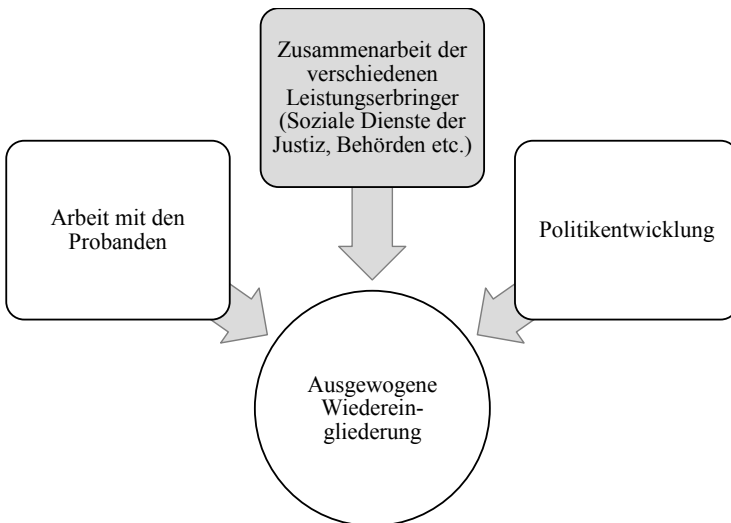 Zusammenarbeit der
verschiedenen
Leistungserbringer
(Soziale Dienste der
Justiz, Behörden etc.)
Arbeit mit den
Probanden
Politikentwicklung
Ausgewogene
Wiederein-
gliederung